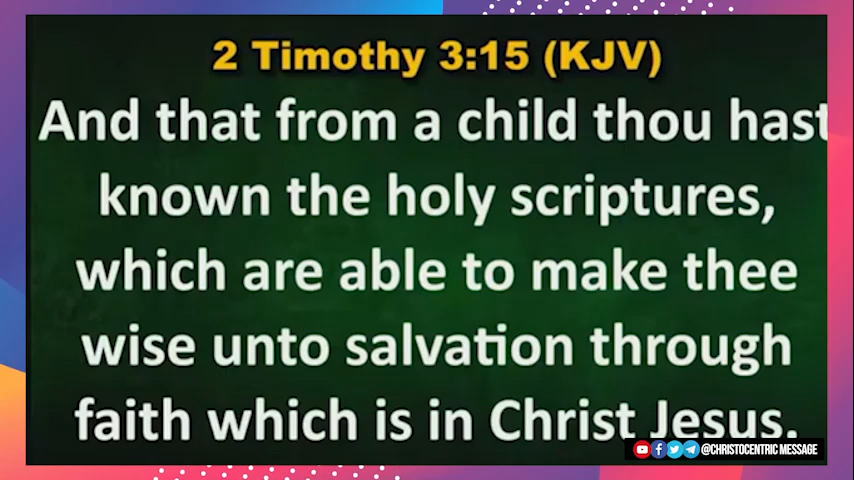 2 Timothy 3:15 (KJV)
And that from a child thou hast
known the holy scriptures,
which are able to make thee
wise unto salvation through
faith which is in Christ Jesus.
@CHRISTOCENTRIC MESSAGE